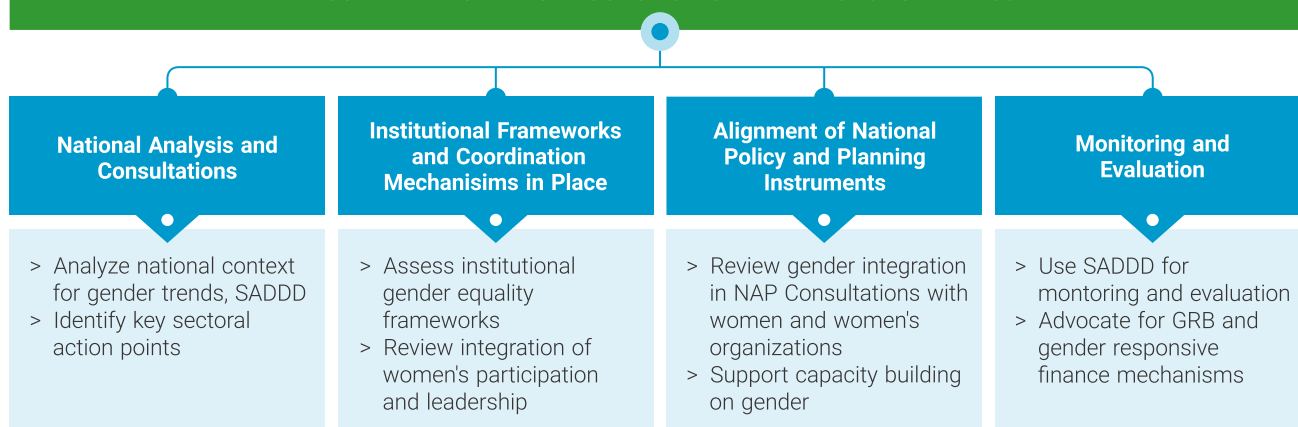 National Analysis and
Consultations
Institutional Frameworks
and Coordination
Mechanisims in Place
Alignment of National
Policy and Planning
Instruments
Monitoring and
Evaluation
> Analyze national context
for gender trends, SADDD
> Identify key sectoral
action points
> Assess institutional
gender equality
frameworks
> Review integration of
women's participation
and leadership
> Review gender integration
in NAP Consultations with
women and women's
organizations
> Support capacity building
on gender
> Use SADDD for
montoring and evaluation
> Advocate for GRB and
gender responsive
finance mechanisms